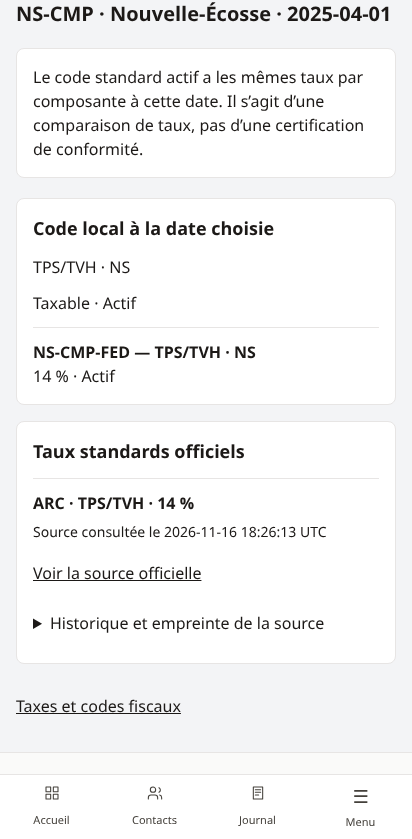 NS-CMP · Nouvelle-Écosse · 2025-04-01
Le code standard actif a les mêmes taux par
composante à cette date. Il s’agit d’une
comparaison de taux, pas d’une certification
de conformité.
Code local à la date choisie
TPS/TVH · NS
Taxable · Actif
NS-CMP-FED — TPS/TVH · NS
14 % · Actif
Taux standards officiels
ARC · TPS/TVH · 14 %
Source consultée le 2026-11-16 18:26:13 UTC
Voir la source officielle
Historique et empreinte de la source
Taxes et codes fiscaux
Accueil Contacts Journal Menu